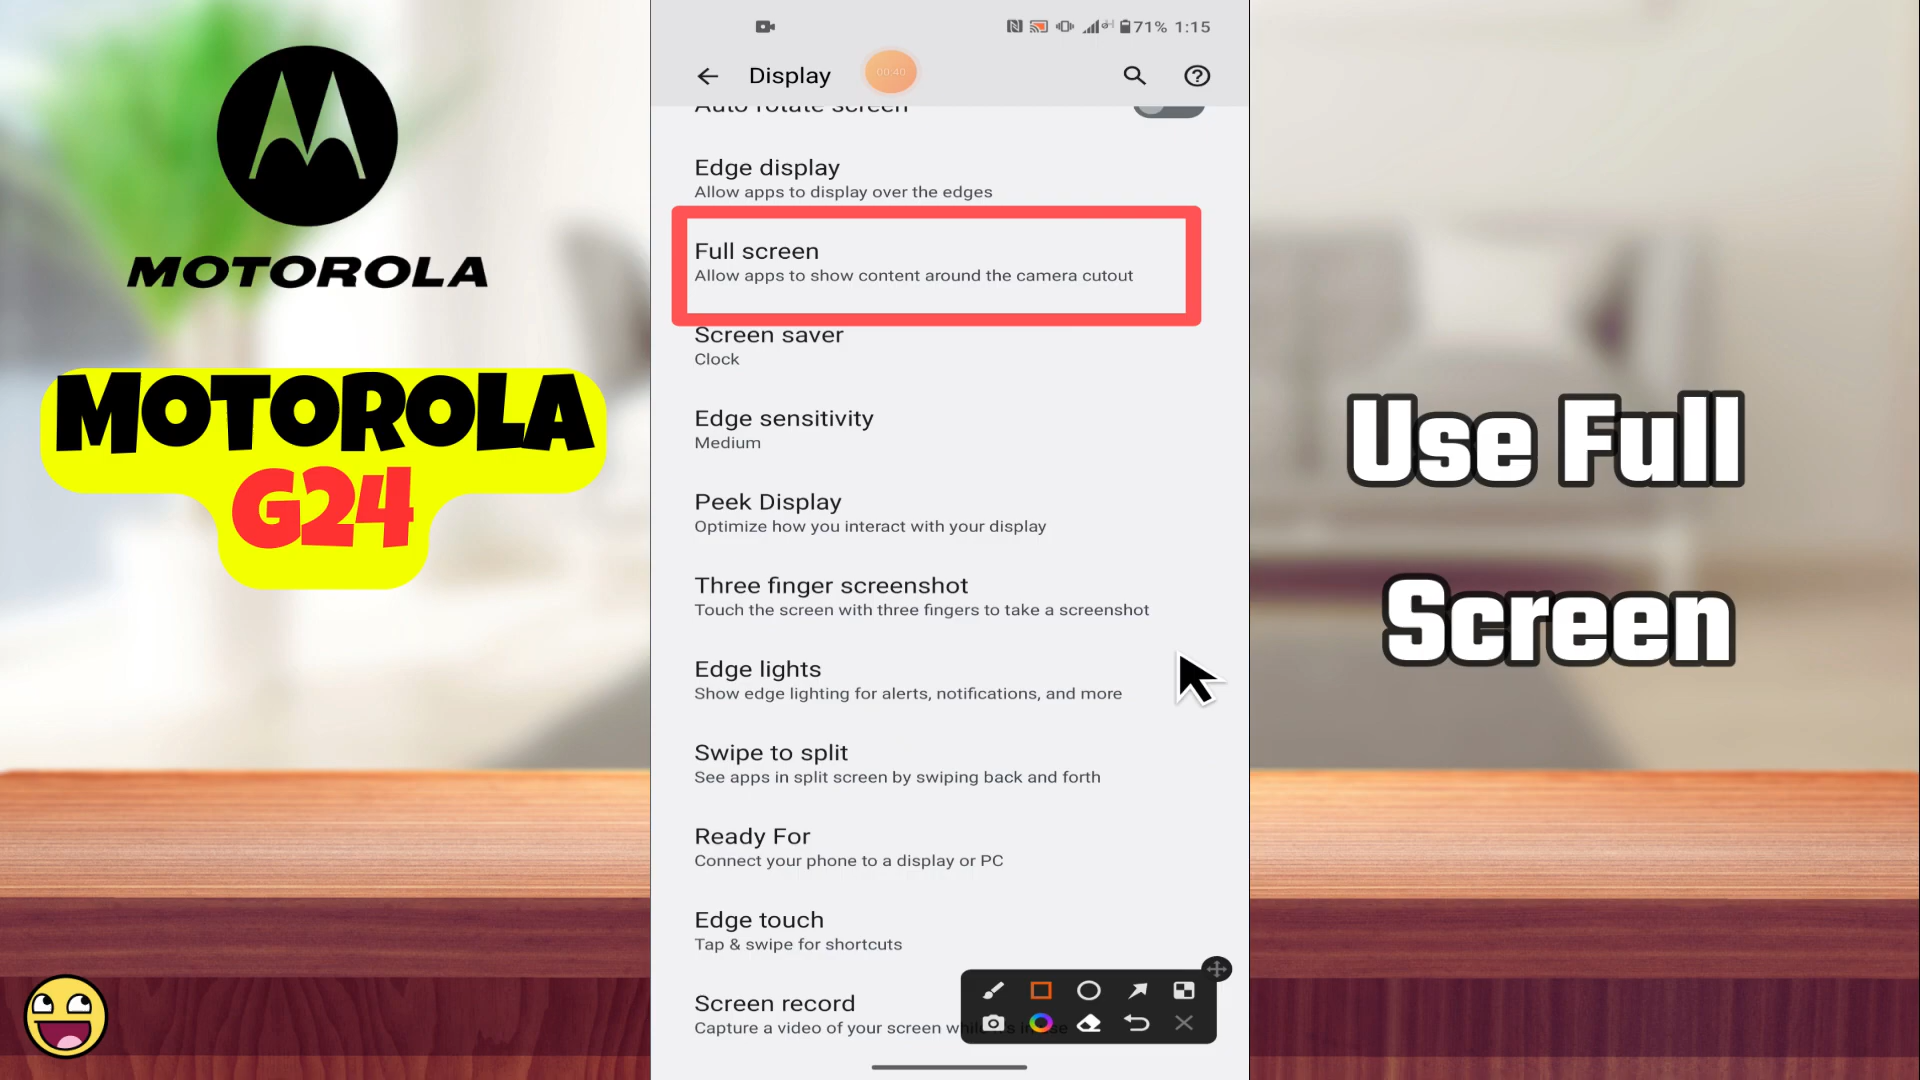 MOTOROLA
MOTOROLA
G24
71% 1:15
Display
00:40
Auto rotate screen
Edge display
Allow apps to display over the edges
Full screen
Allow apps to show content around the camera cutout
Screen saver
Clock
Edge sensitivity
Medium
Peek Display
Optimize how you interact with your display
Three finger screenshot
Touch the screen with three fingers to take a screenshot
Edge lights
Show edge lighting for alerts, notifications, and more
Swipe to split
See apps in split screen by swiping back and forth
Ready For
Connect your phone to a display or PC
Edge touch
Tap & swipe for shortcuts
Screen record
Capture a video of your screen
Use Full
Screen